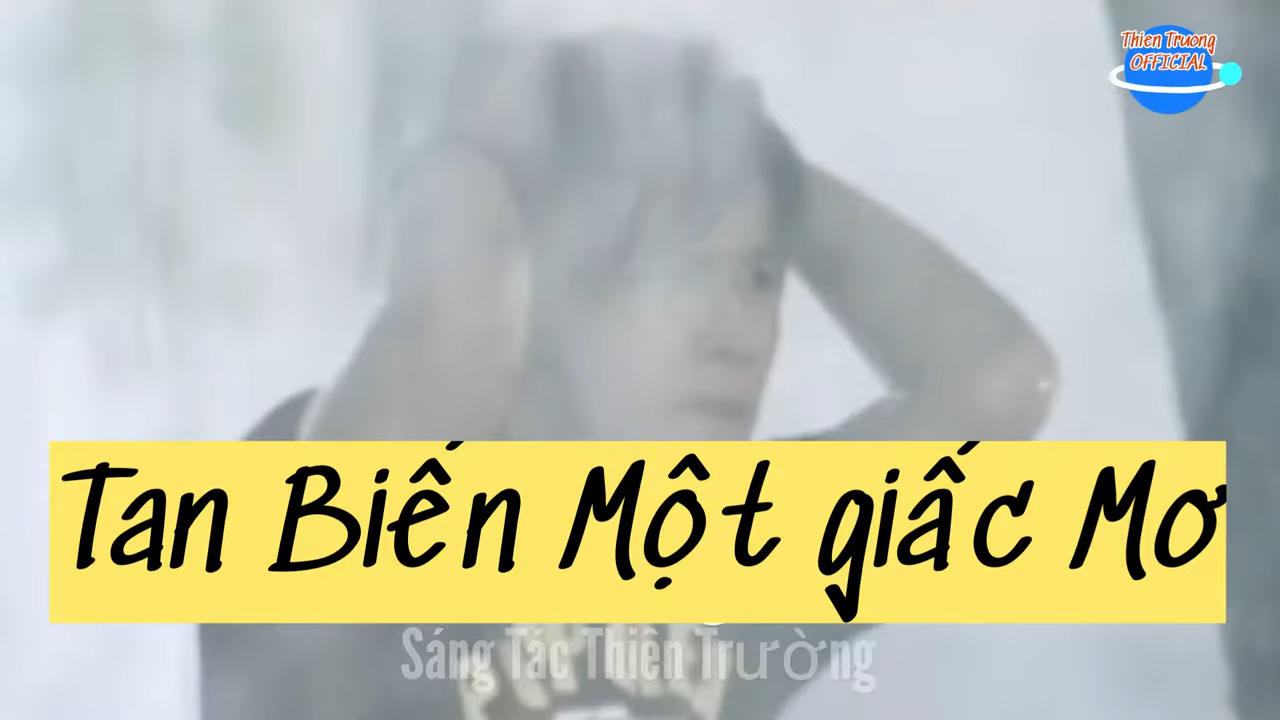 Thien Truong
OFFICIAL
Tan Biến Một giấc Mơ
Sáng Tác Thiên Trường